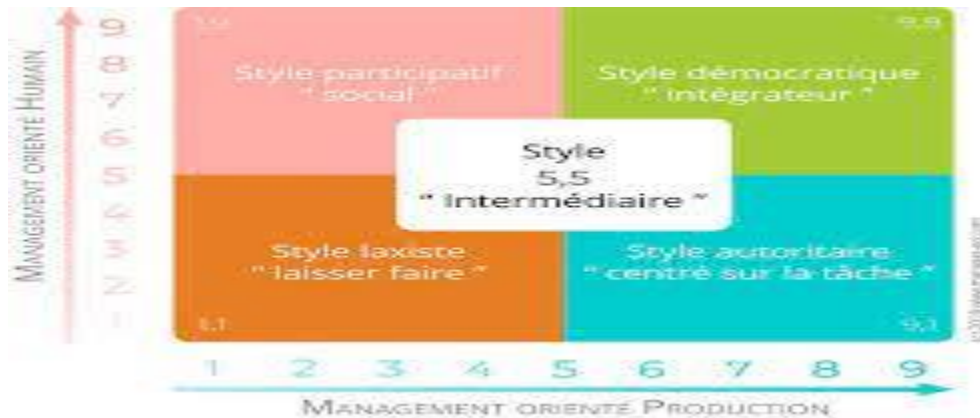 MANAGEMENT ORIENTÉ HUMAIN
9
8
7
6
5
4
3
2
1
1,9
9,9
Style participatif
“ social ”
Style démocratique
“ intégrateur ”
Style
5,5
“ Intermédiaire ”
Style laxiste
“ laisser faire ”
Style autoritaire
“ centré sur la tâche ”
1,1
9,1
1 2 3 4 5 6 7 8 9
MANAGEMENT ORIENTÉ PRODUCTION